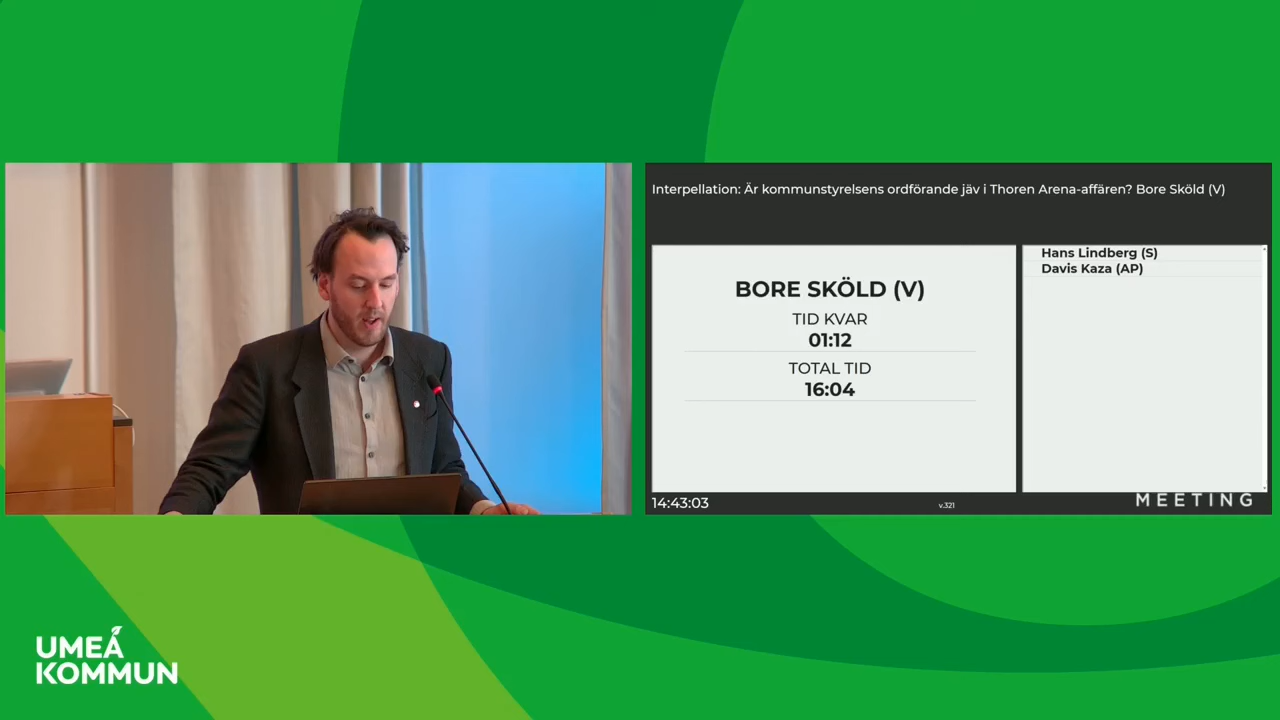 Interpellation: Är kommunstyrelsens ordförande jäv i Thoren Arena-affären? Bore Sköld (V)
BORE SKÖLD (V)
TID KVAR
01:12
TOTAL TID
16:04
Hans Lindberg (S)
Davis Kaza (AP)
14:43:03
v.321
MEETING
UMEÅ
KOMMUN